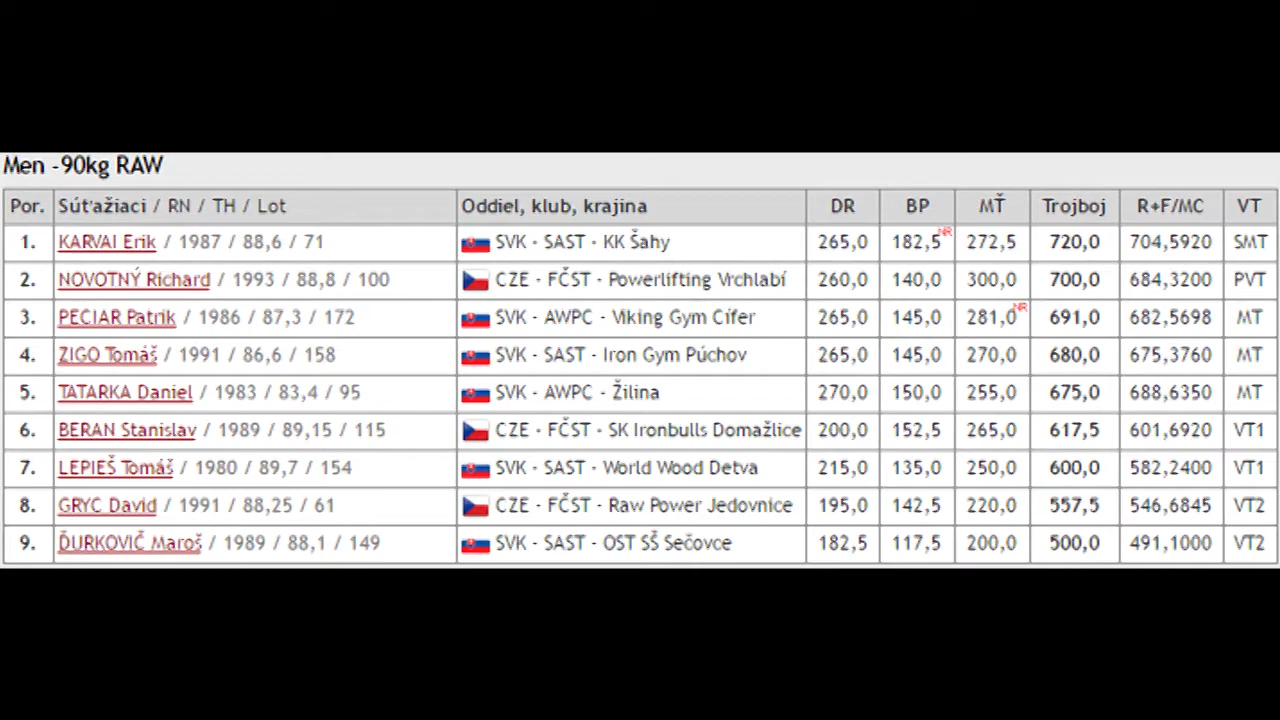 Men -90kg RAW
Por. Súťažiaci / RN / TH / Lot Oddiel, klub, krajina DR BP MŤ Trojboj R+F/MC VT
1. KARVAI Erik / 1987 / 88,6 / 71 SVK - SAST - KK Šahy 265,0 182,5 NR 272,5 720,0 704,5920 SMT
2. NOVOTNÝ Richard / 1993 / 88,8 / 100 CZE - FČST - Powerlifting Vrchlabí 260,0 140,0 300,0 700,0 684,3200 PVT
3. PECIAR Patrik / 1986 / 87,3 / 172 SVK - AWPC - Viking Gym Cífer 265,0 145,0 281,0 NR 691,0 682,5698 MT
4. ZIGO Tomáš / 1991 / 86,6 / 158 SVK - SAST - Iron Gym Púchov 265,0 145,0 270,0 680,0 675,3760 MT
5. TATARKA Daniel / 1983 / 83,4 / 95 SVK - AWPC - Žilina 270,0 150,0 255,0 675,0 688,6350 MT
6. BERAN Stanislav / 1989 / 89,15 / 115 CZE - FČST - SK Ironbulls Domažlice 200,0 152,5 265,0 617,5 601,6920 VT1
7. LEPIEŠ Tomáš / 1980 / 89,7 / 154 SVK - SAST - World Wood Detva 215,0 135,0 250,0 600,0 582,2400 VT1
8. GRYC David / 1991 / 88,25 / 61 CZE - FČST - Raw Power Jedovnice 195,0 142,5 220,0 557,5 546,6845 VT2
9. ĎURKOVIČ Maroš / 1989 / 88,1 / 149 SVK - SAST - OST SŠ Sečovce 182,5 117,5 200,0 500,0 491,1000 VT2